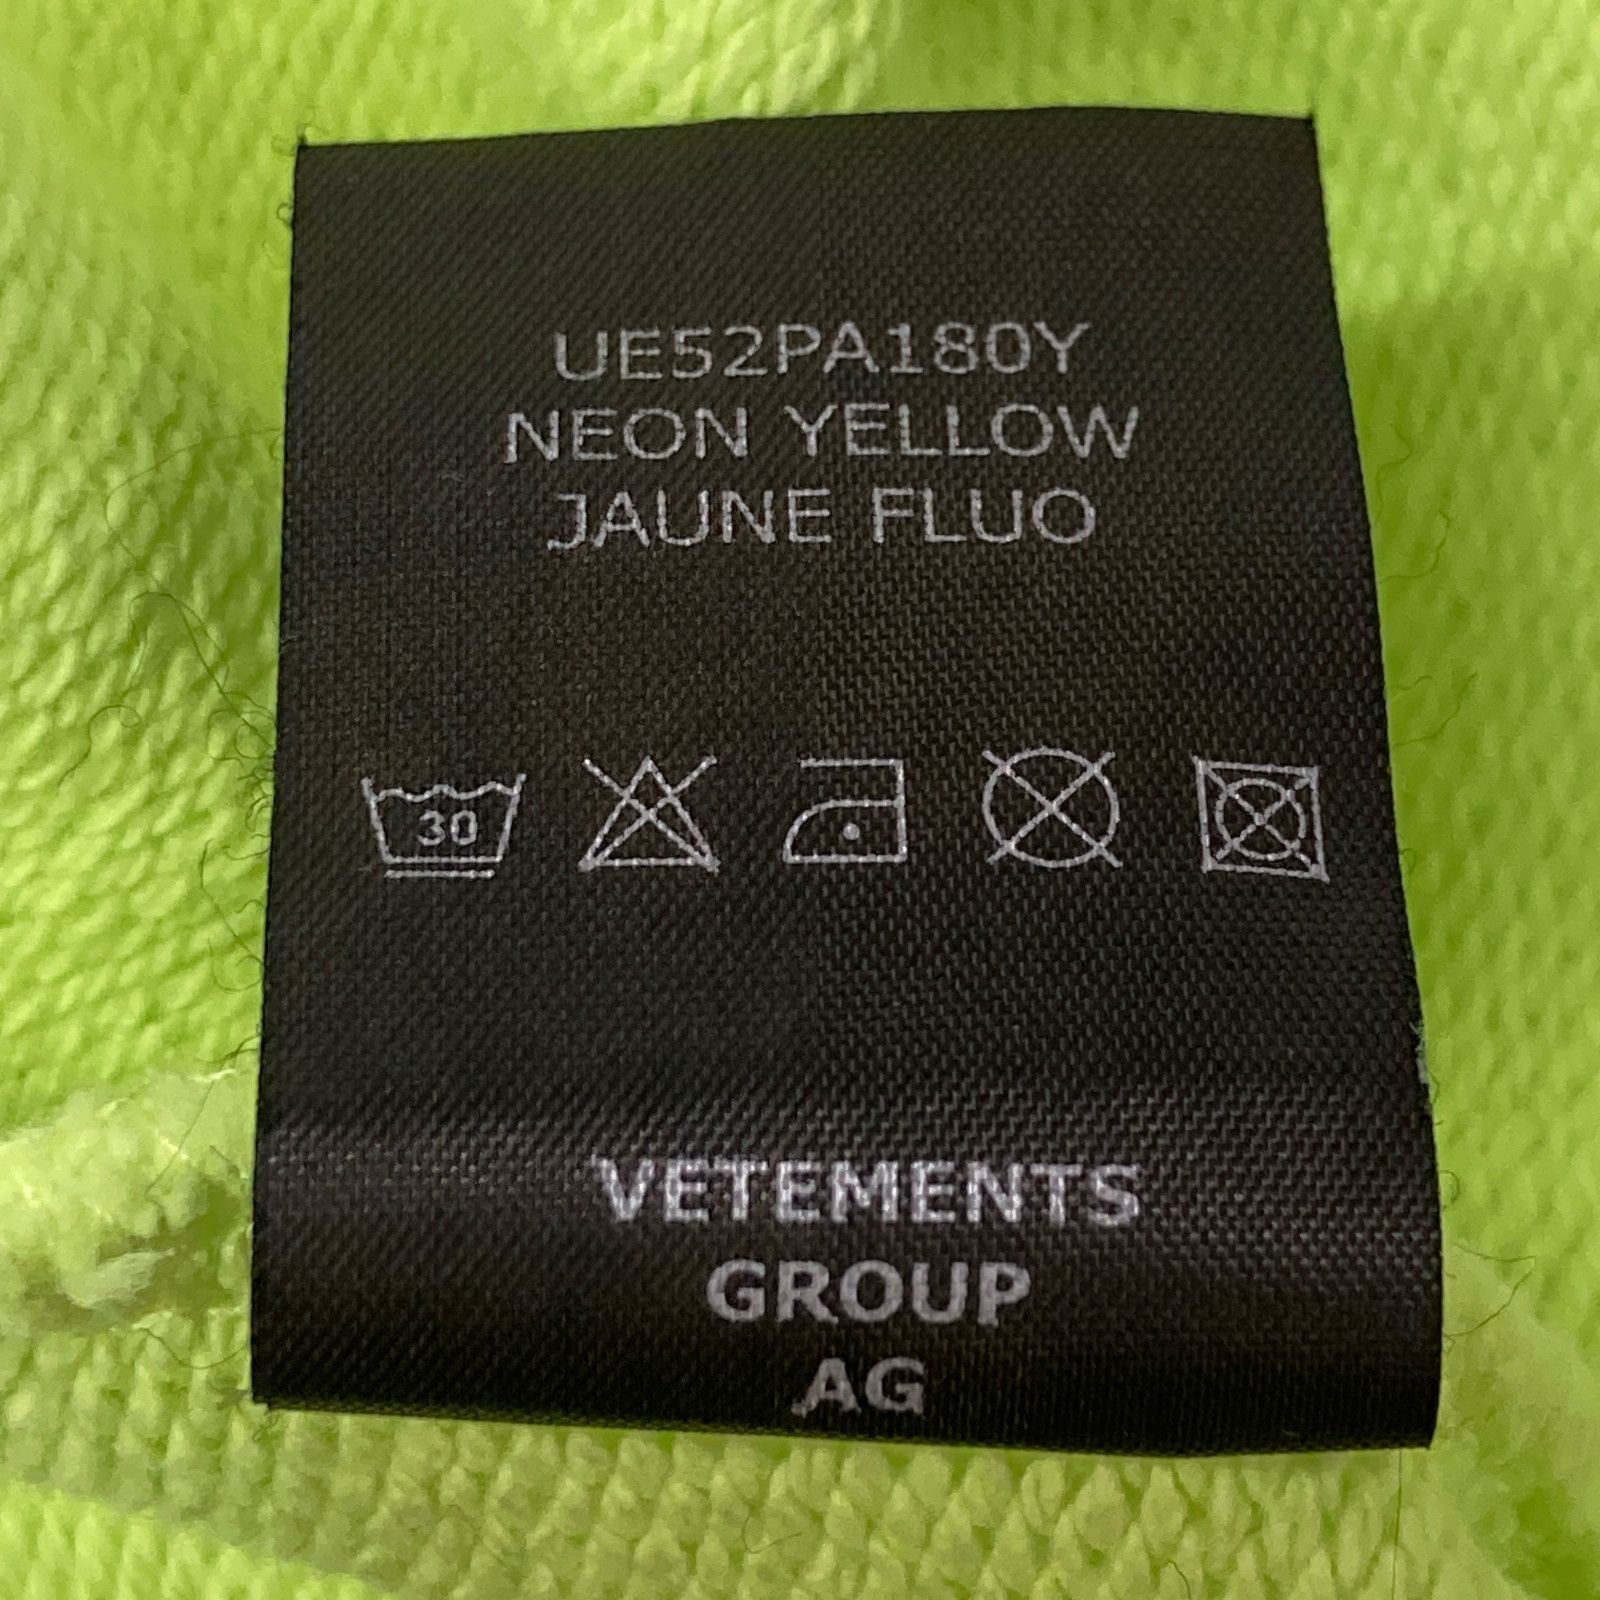 UE52PA180Y
NEON YELLOW
JAUNE FLUO
30
VETEMENTS
GROUP
AG